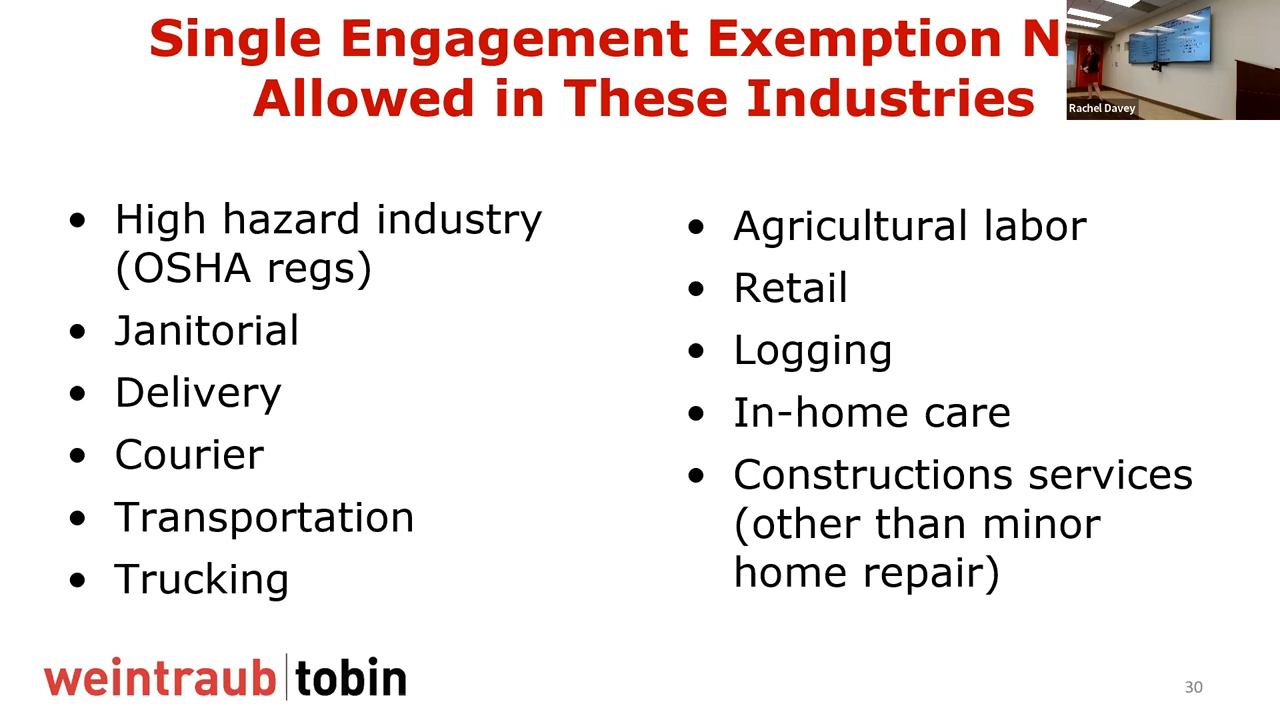 Single Engagement Exemption N
Allowed in These Industries
Rachel Davey
• High hazard industry
(OSHA regs)
• Janitorial
• Delivery
• Courier
• Transportation
• Trucking
• Agricultural labor
• Retail
• Logging
• In-home care
• Constructions services
(other than minor
home repair)
weintraub|tobin
30